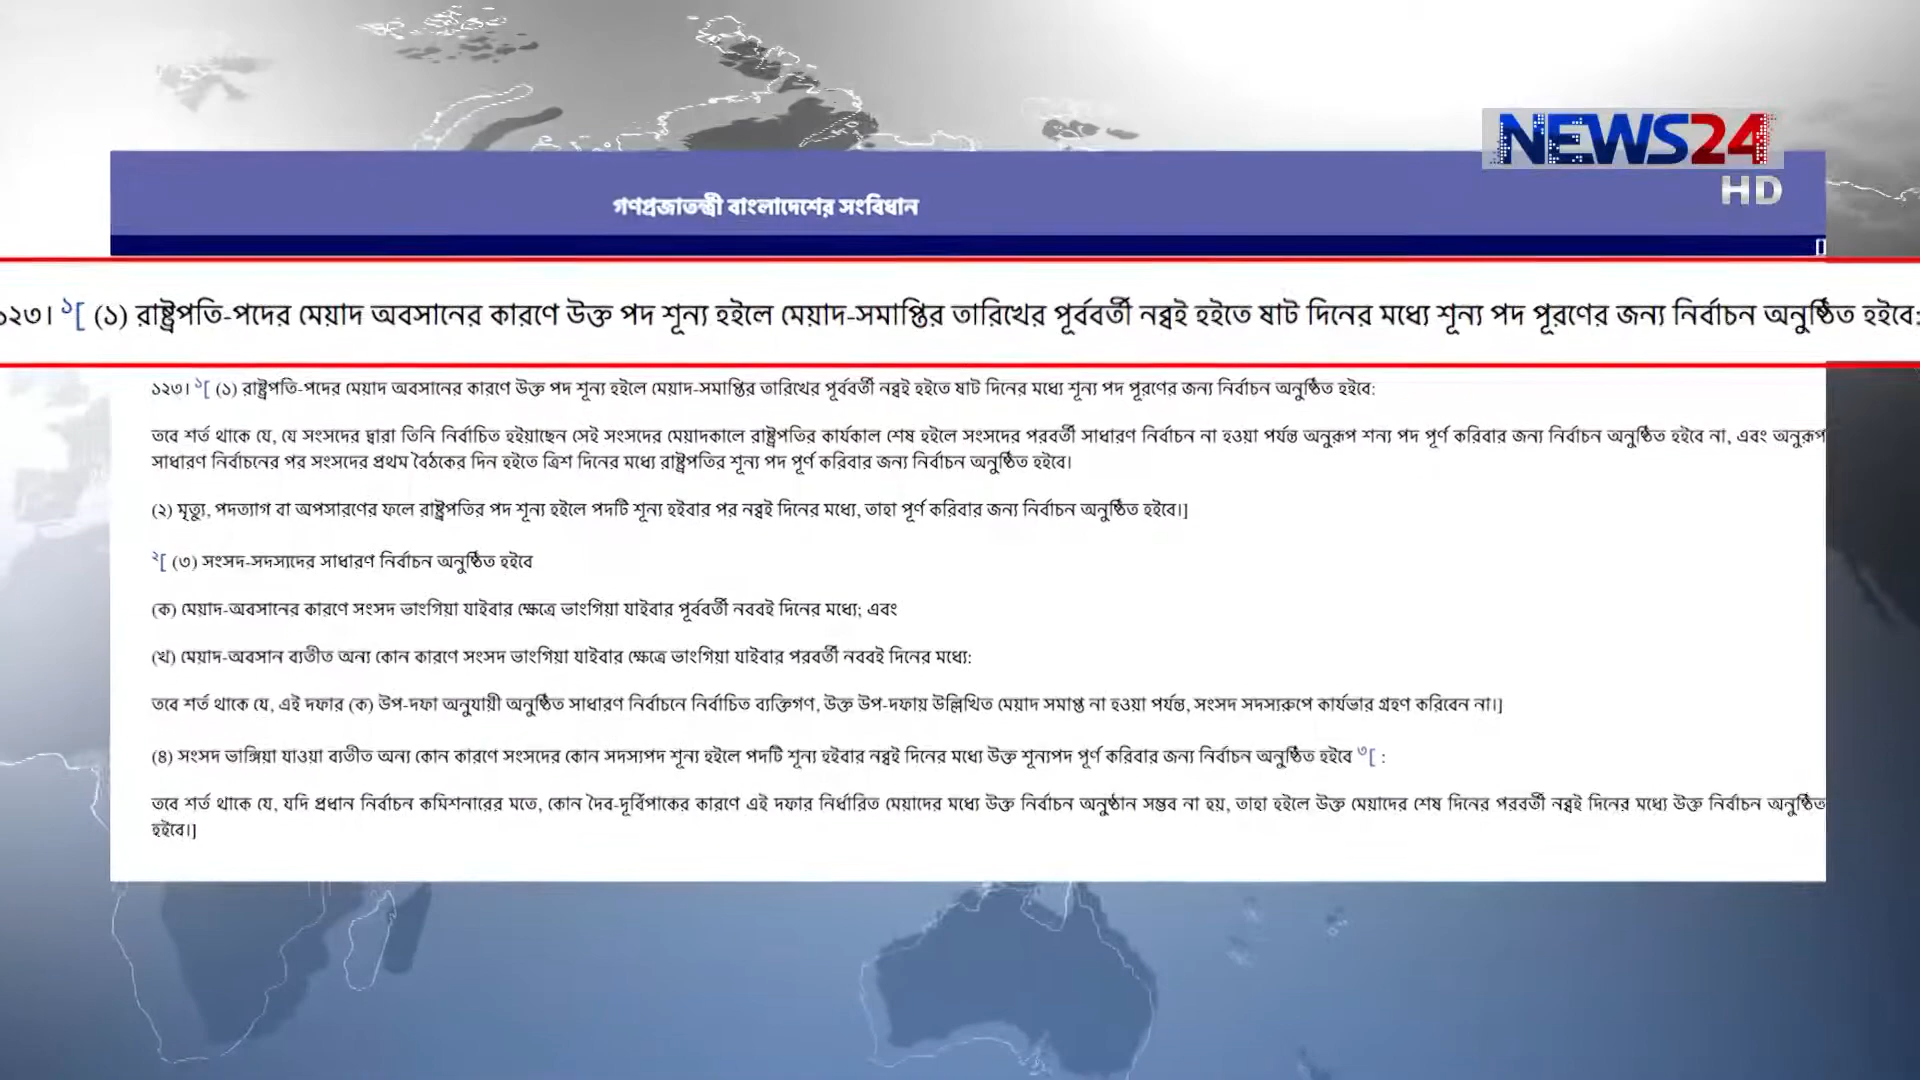 NEWS24
HD
গণপ্রজাতন্ত্রী বাংলাদেশের সংবিধান
১২৩। ১[ (১) রাষ্ট্রপতি-পদের মেয়াদ অবসানের কারণে উক্ত পদ শূন্য হইলে মেয়াদ-সমাপ্তির তারিখের পূর্ববর্তী নব্বই হইতে ষাট দিনের মধ্যে শূন্য পদ পূরণের জন্য নির্বাচন অনুষ্ঠিত হইবে:
১২৩। ১[ (১) রাষ্ট্রপতি-পদের মেয়াদ অবসানের কারণে উক্ত পদ শূন্য হইলে মেয়াদ-সমাপ্তির তারিখের পূর্ববর্তী নব্বই হইতে ষাট দিনের মধ্যে শূন্য পদ পূরণের জন্য নির্বাচন অনুষ্ঠিত হইবে:
তবে শর্ত থাকে যে, যে সংসদের দ্বারা তিনি নির্বাচিত হইয়াছেন সেই সংসদের মেয়াদকালে রাষ্ট্রপতির কার্যকাল শেষ হইলে সংসদের পরবর্তী সাধারণ নির্বাচন না হওয়া পর্যন্ত অনুরূপ শন্য পদ পূর্ণ করিবার জন্য নির্বাচন অনুষ্ঠিত হইবে না, এবং অনুরূপ
সাধারণ নির্বাচনের পর সংসদের প্রথম বৈঠকের দিন হইতে ত্রিশ দিনের মধ্যে রাষ্ট্রপতির শূন্য পদ পূর্ণ করিবার জন্য নির্বাচন অনুষ্ঠিত হইবে।
(২) মৃত্যু, পদত্যাগ বা অপসারণের ফলে রাষ্ট্রপতির পদ শূন্য হইলে পদটি শূন্য হইবার পর নব্বই দিনের মধ্যে, তাহা পূর্ণ করিবার জন্য নির্বাচন অনুষ্ঠিত হইবে।]
২[ (৩) সংসদ-সদস্যদের সাধারণ নির্বাচন অনুষ্ঠিত হইবে
(ক) মেয়াদ-অবসানের কারণে সংসদ ভাংগিয়া যাইবার ক্ষেত্রে ভাংগিয়া যাইবার পূর্ববর্তী নববই দিনের মধ্যে; এবং
(খ) মেয়াদ-অবসান ব্যতীত অন্য কোন কারণে সংসদ ভাংগিয়া যাইবার ক্ষেত্রে ভাংগিয়া যাইবার পরবর্তী নববই দিনের মধ্যে:
তবে শর্ত থাকে যে, এই দফার (ক) উপ-দফা অনুযায়ী অনুষ্ঠিত সাধারণ নির্বাচনে নির্বাচিত ব্যক্তিগণ, উক্ত উপ-দফায় উল্লিখিত মেয়াদ সমাপ্ত না হওয়া পর্যন্ত, সংসদ সদস্যরুপে কার্যভার গ্রহণ করিবেন না।]
(৪) সংসদ ভাঙ্গিয়া যাওয়া ব্যতীত অন্য কোন কারণে সংসদের কোন সদস্যপদ শূন্য হইলে পদটি শূন্য হইবার নব্বই দিনের মধ্যে উক্ত শূন্যপদ পূর্ণ করিবার জন্য নির্বাচন অনুষ্ঠিত হইবে ৩[ :
তবে শর্ত থাকে যে, যদি প্রধান নির্বাচন কমিশনারের মতে, কোন দৈব-দূর্বিপাকের কারণে এই দফার নির্ধারিত মেয়াদের মধ্যে উক্ত নির্বাচন অনুষ্ঠান সম্ভব না হয়, তাহা হইলে উক্ত মেয়াদের শেষ দিনের পরবর্তী নব্বই দিনের মধ্যে উক্ত নির্বাচন অনুষ্ঠিত
হইবে।]